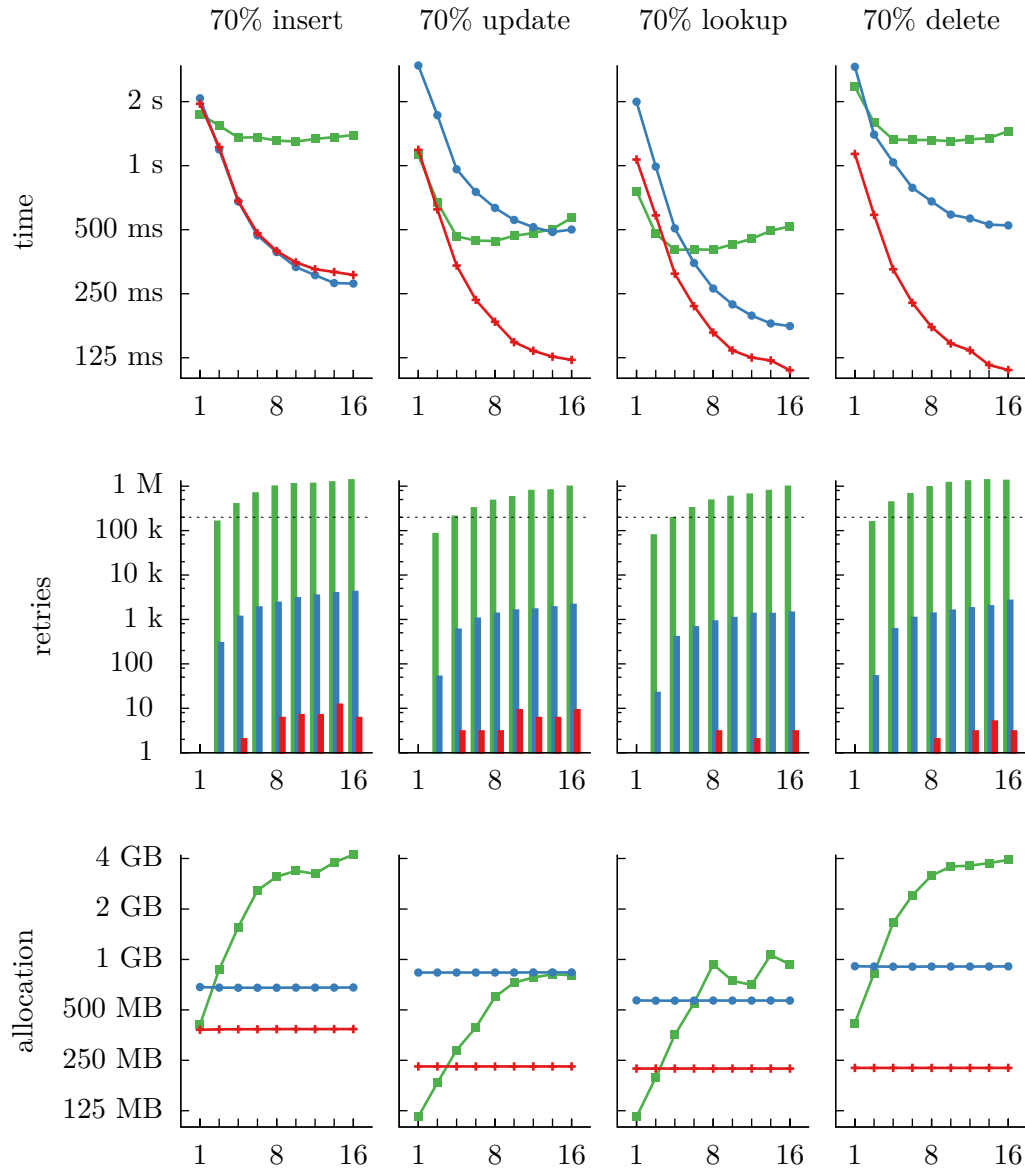 70% insert 70% update 70% lookup 70% delete
time
2 s
1 s
500 ms
250 ms
125 ms
1 8 16 1 8 16 1 8 16 1 8 16
retries
1 M
100 k
10 k
1 k
100
10
1
1 8 16 1 8 16 1 8 16 1 8 16
allocation
4 GB
2 GB
1 GB
500 MB
250 MB
125 MB
1 8 16 1 8 16 1 8 16 1 8 16